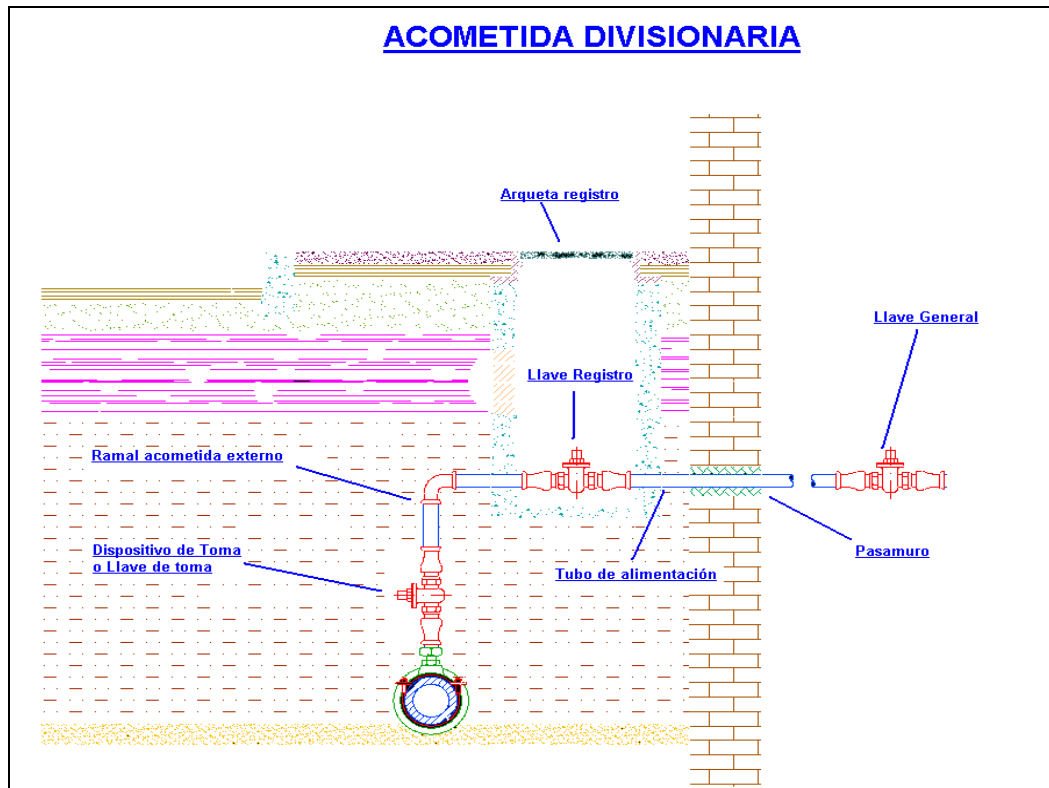 ACOMETIDA DIVISIONARIA
Arqueta registro
Llave General
Llave Registro
Ramal acometida externo
Dispositivo de Toma
o Llave de toma
Tubo de alimentación
Pasamuro